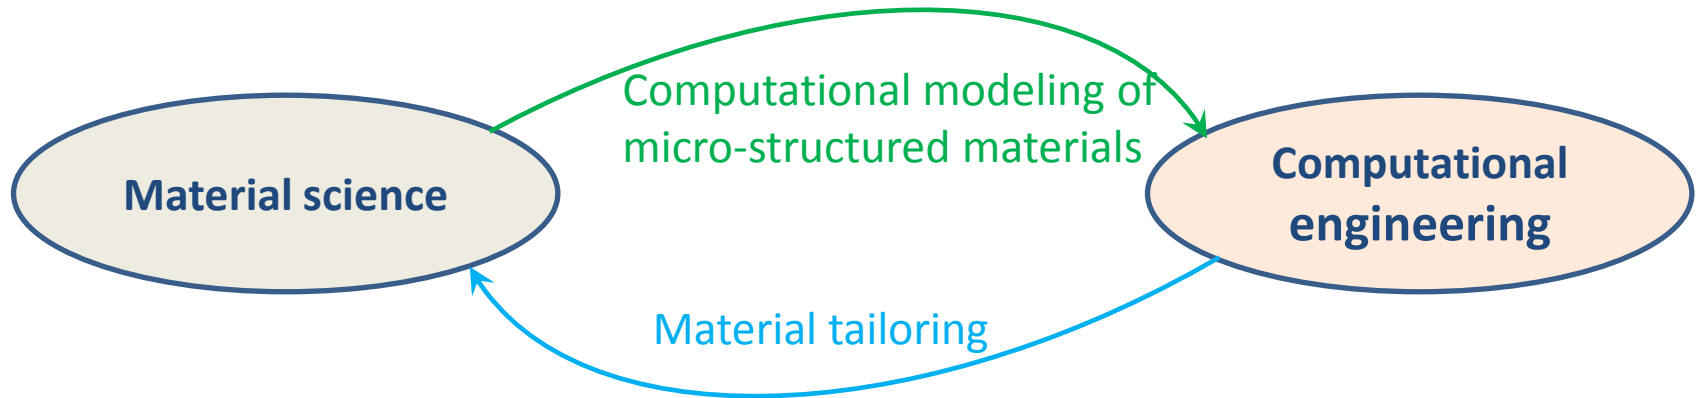 Computational modeling of
micro-structured materials
Material science
Computational
engineering
Material tailoring